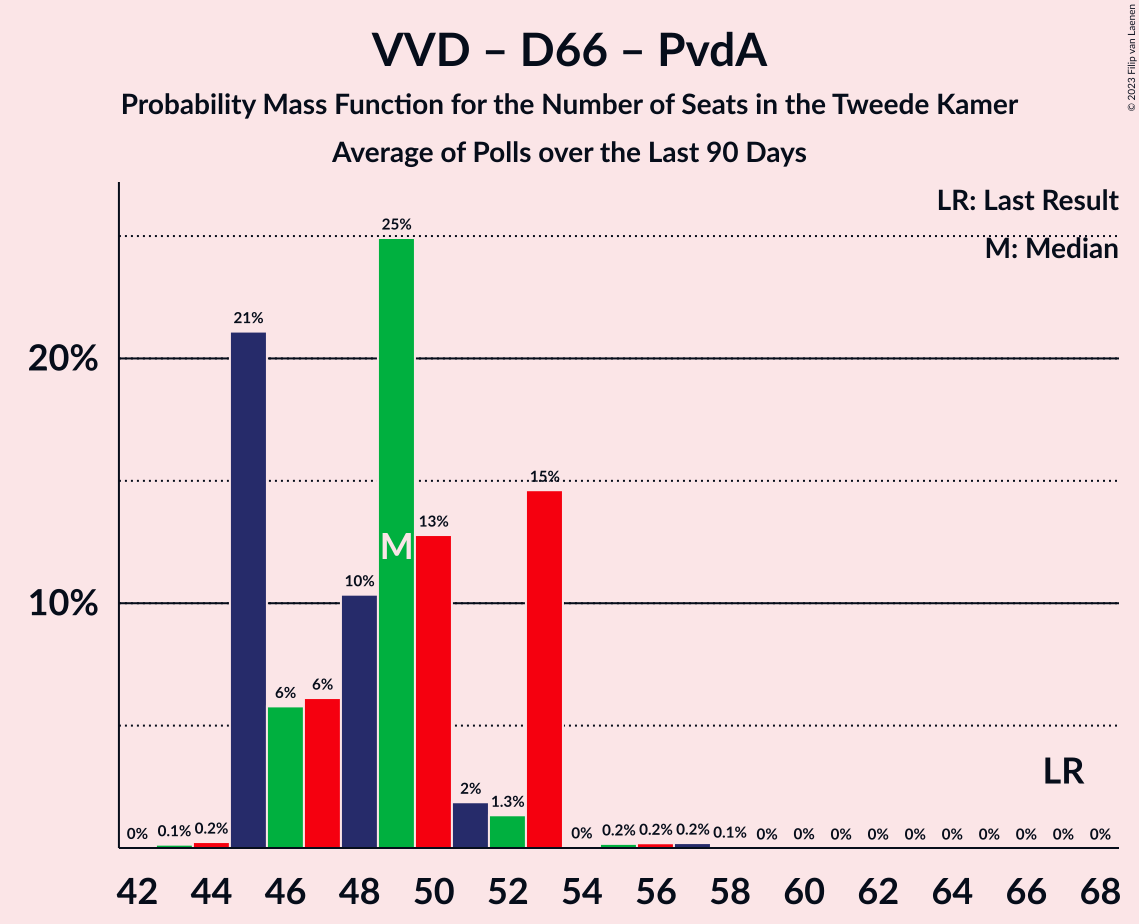 VVD – D66 – PvdA
Probability Mass Function for the Number of Seats in the Tweede Kamer
Average of Polls over the Last 90 Days
© 2023 Filip van Laenen
LR: Last Result
M: Median
25%
21%
20%
15%
13%
M
10%
10%
6%
6%
LR
2%
1.3%
0% 0.1% 0.2% 0% 0.2% 0.2% 0.2% 0.1% 0% 0% 0% 0% 0% 0% 0% 0% 0% 0%
42 44 46 48 50 52 54 56 58 60 62 64 66 68